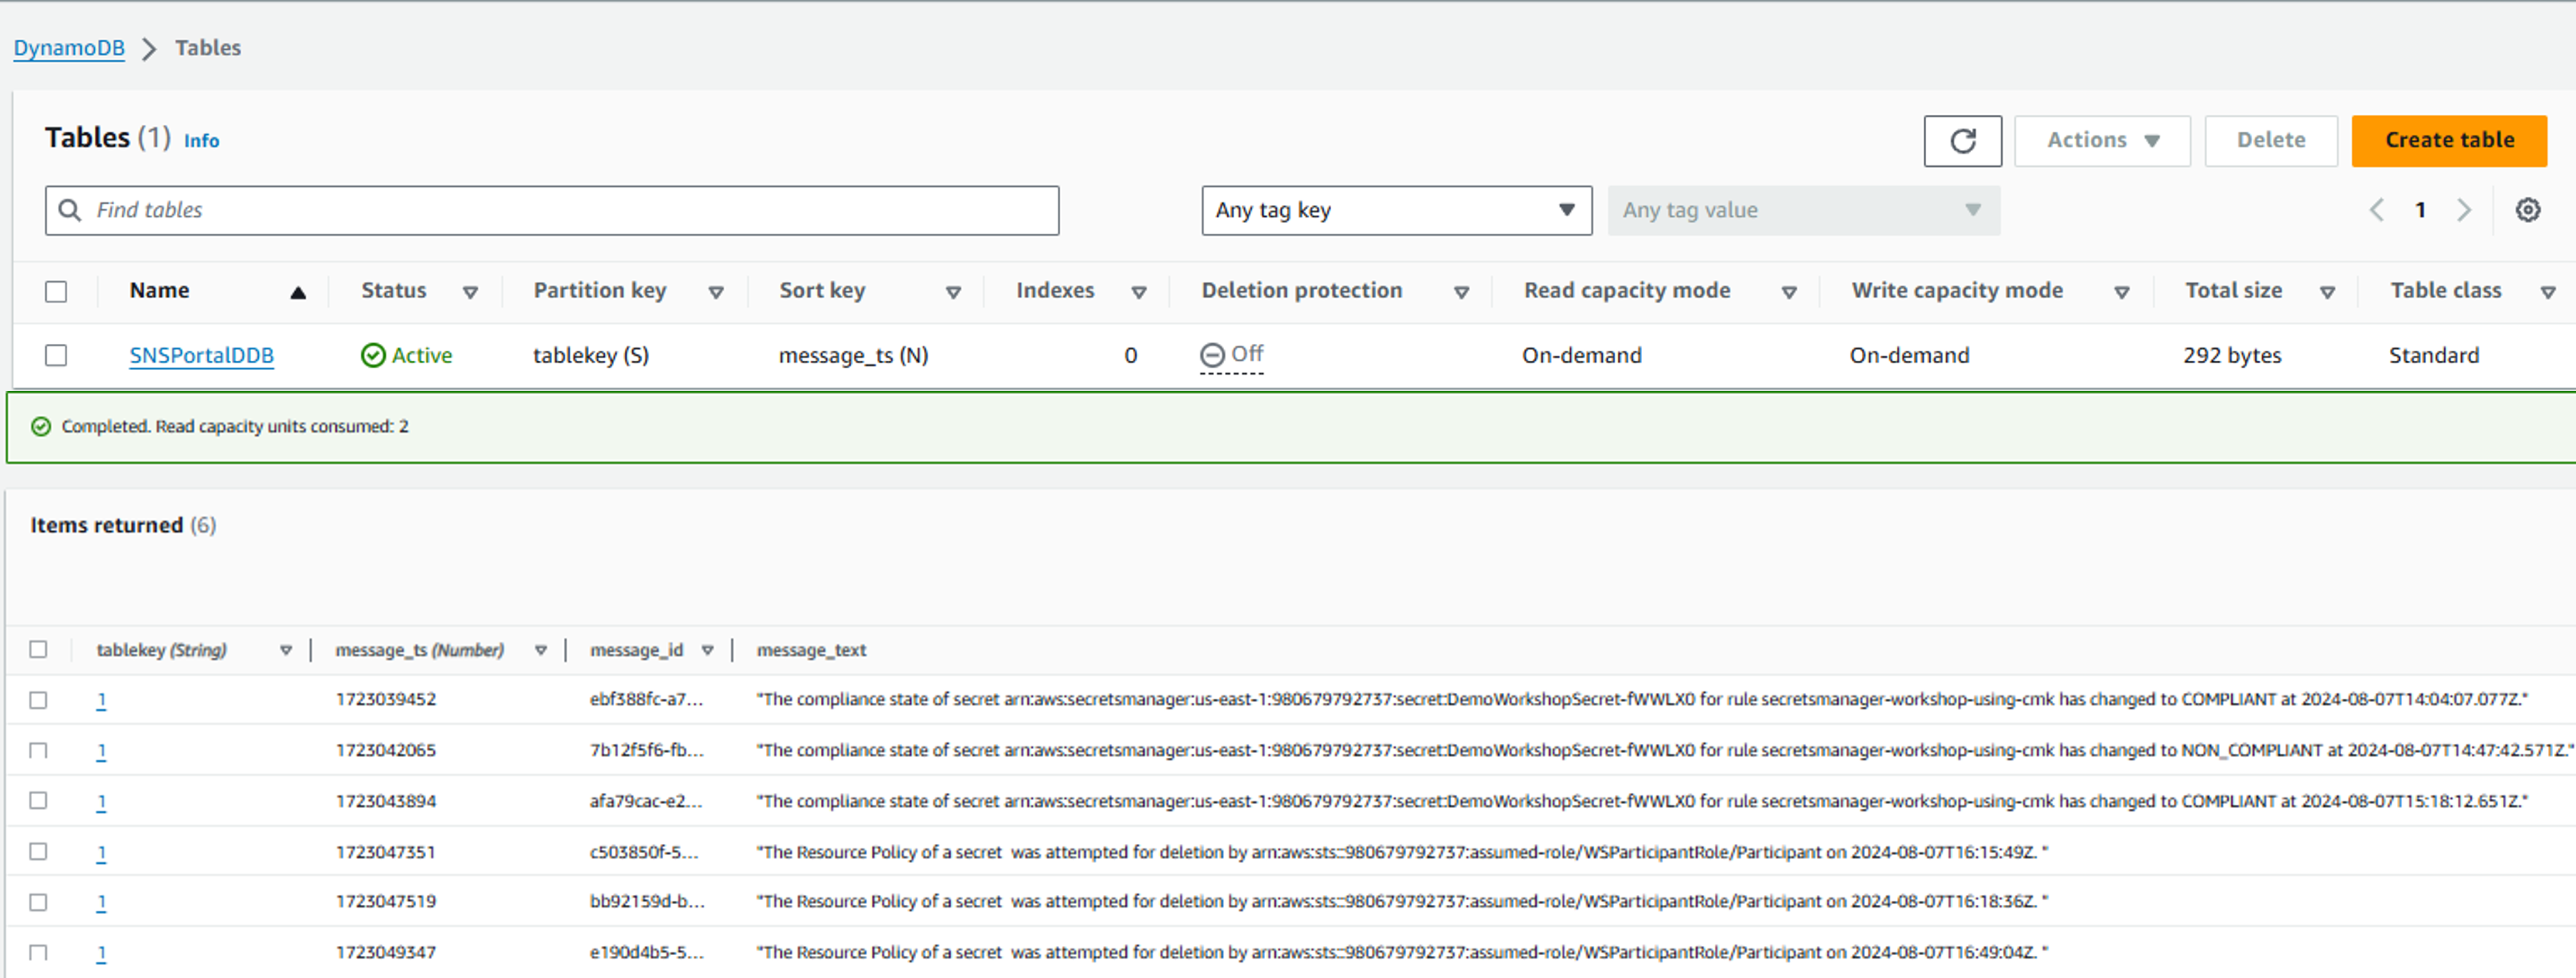 DynamoDB > Tables
Tables (1) Info
Actions Delete Create table
Find tables Any tag key Any tag value 1
Name Status Partition key Sort key Indexes Deletion protection Read capacity mode Write capacity mode Total size Table class
SNSPortalDDB Active tablekey (S) message_ts (N) 0 Off On-demand On-demand 292 bytes Standard
Completed. Read capacity units consumed: 2
Items returned (6)
tablekey (String) message_ts (Number) message_id message_text
1 1723039452 ebf388fc-a7... "The compliance state of secret arn:aws:secretsmanager:us-east-1:980679792737:secret:DemoWorkshopSecret-fWWLX0 for rule secretsmanager-workshop-using-cmk has changed to COMPLIANT at 2024-08-07T14:04:07.077Z."
1 1723042065 7b12f5f6-fb... "The compliance state of secret arn:aws:secretsmanager:us-east-1:980679792737:secret:DemoWorkshopSecret-fWWLX0 for rule secretsmanager-workshop-using-cmk has changed to NON_COMPLIANT at 2024-08-07T14:47:42.571Z."
1 1723043894 afa79cac-e2... "The compliance state of secret arn:aws:secretsmanager:us-east-1:980679792737:secret:DemoWorkshopSecret-fWWLX0 for rule secretsmanager-workshop-using-cmk has changed to COMPLIANT at 2024-08-07T15:18:12.651Z."
1 1723047351 c503850f-5... "The Resource Policy of a secret  was attempted for deletion by arn:aws:sts::980679792737:assumed-role/WSParticipantRole/Participant on 2024-08-07T16:15:49Z. "
1 1723047519 bb92159d-b... "The Resource Policy of a secret  was attempted for deletion by arn:aws:sts::980679792737:assumed-role/WSParticipantRole/Participant on 2024-08-07T16:18:36Z. "
1 1723049347 e190d4b5-5... "The Resource Policy of a secret  was attempted for deletion by arn:aws:sts::980679792737:assumed-role/WSParticipantRole/Participant on 2024-08-07T16:49:04Z. "